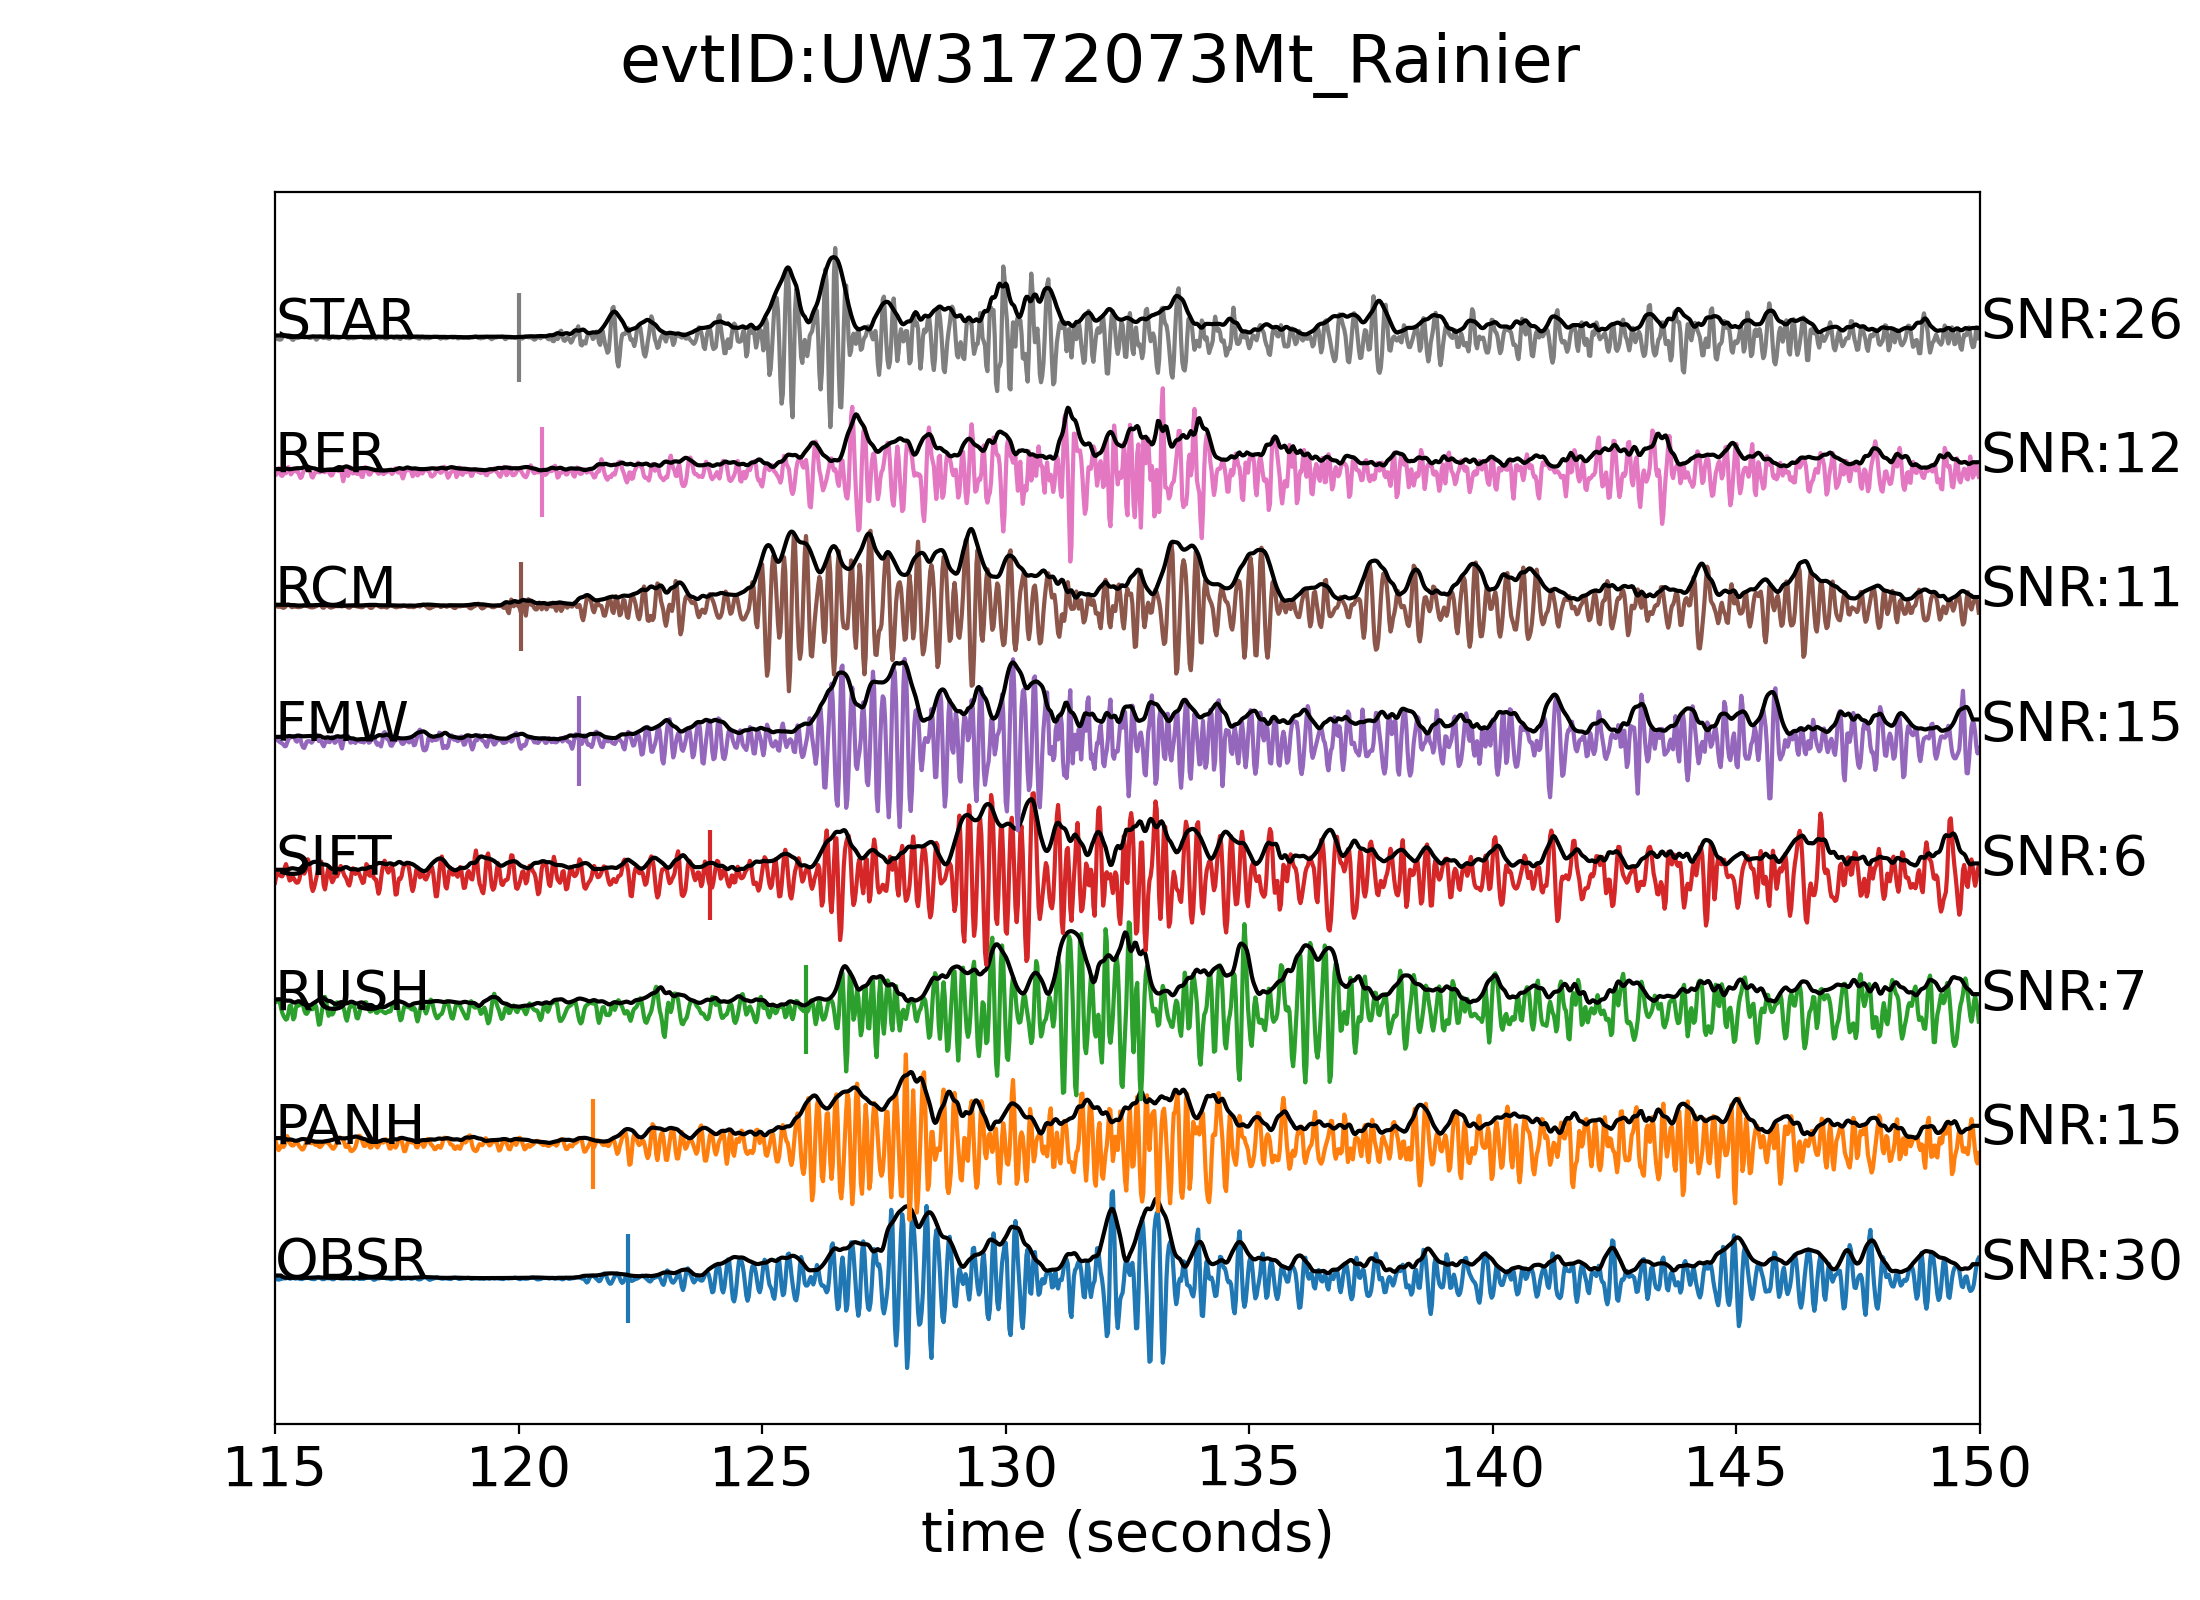 evtID:UW3172073Mt_Rainier
STAR SNR:26
RER SNR:12
RCM SNR:11
FMW SNR:15
SIFT SNR:6
RUSH SNR:7
PANH SNR:15
OBSR SNR:30
115 120 125 130 135 140 145 150
time (seconds)